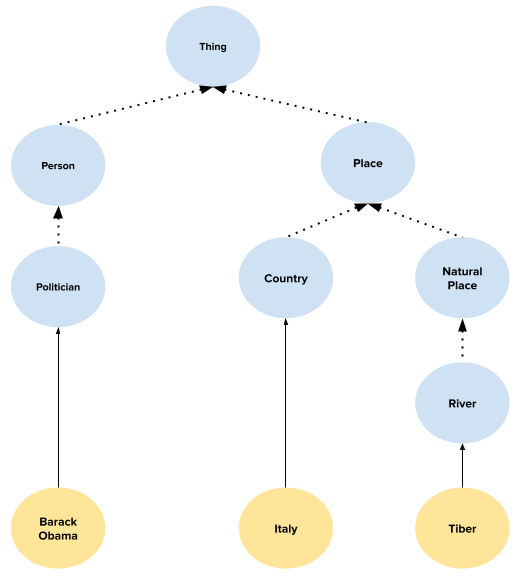 Thing
Person
Place
Politician
Country
Natural
Place
River
Barack
Obama
Italy
Tiber